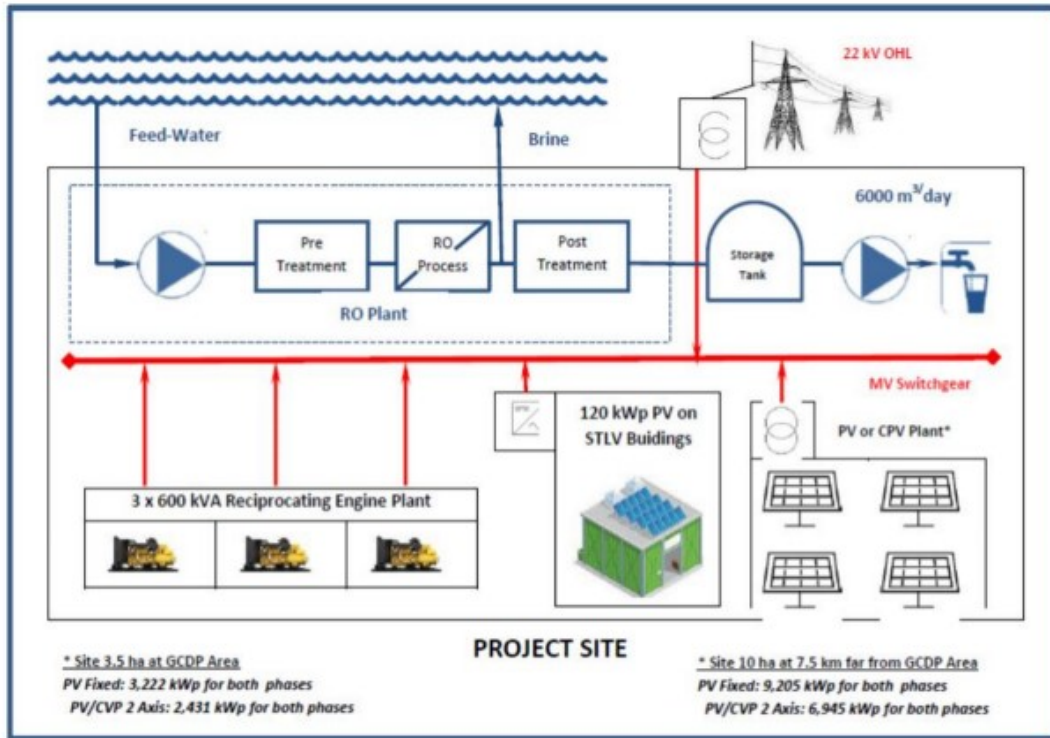 22 kV OHL
Feed-Water
Brine
6000 m³/day
Pre
Treatment
RO
Process
Post
Treatment
Storage
Tank
RO Plant
MV Switchgear
120 kWp PV on
STLV Buidings
PV or CPV Plant*
3 x 600 kVA Reciprocating Engine Plant
PROJECT SITE
* Site 3.5 ha at GCDP Area
PV Fixed: 3,222 kWp for both phases
PV/CVP 2 Axis: 2,431 kWp for both phases
* Site 10 ha at 7.5 km far from GCDP Area
PV Fixed: 9,205 kWp for both phases
PV/CVP 2 Axis: 6,945 kWp for both phases